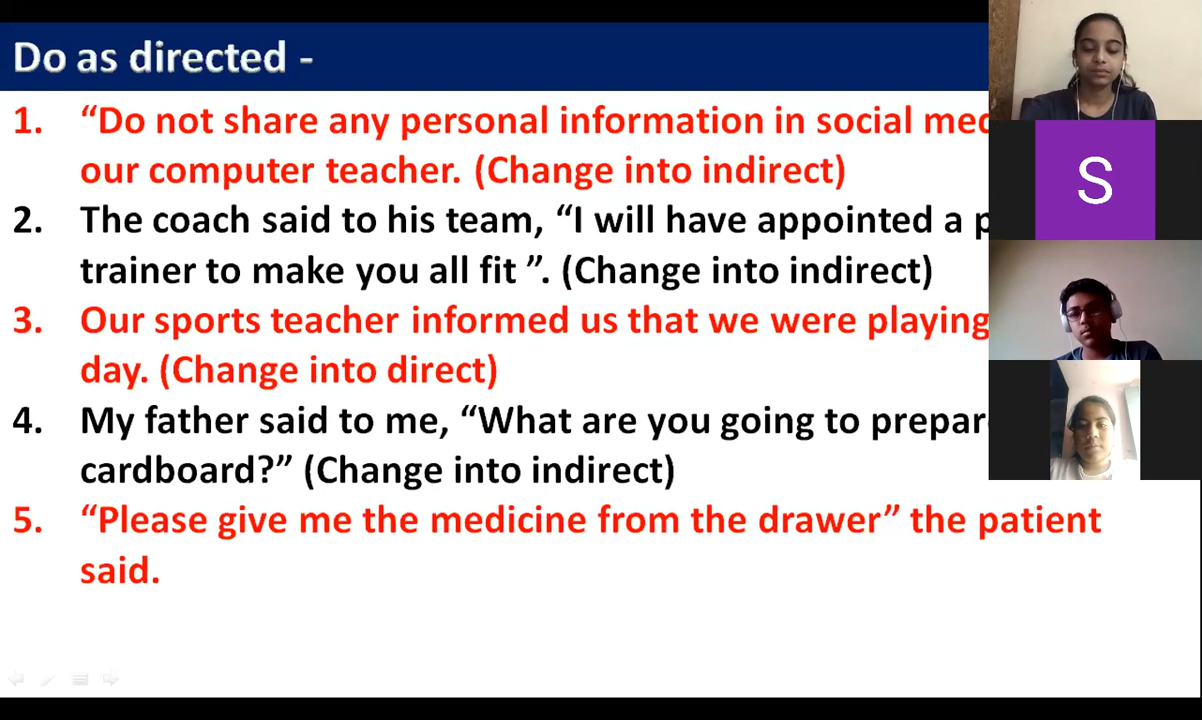 Do as directed -
1. “Do not share any personal information in social
our computer teacher. (Change into indirect)
2. The coach said to his team, “I will have appointed a
trainer to make you all fit ”. (Change into indirect)
3. Our sports teacher informed us that we were playing
day. (Change into direct)
4. My father said to me, “What are you going to
cardboard?” (Change into indirect)
5. “Please give me the medicine from the drawer” the patient
said.
S